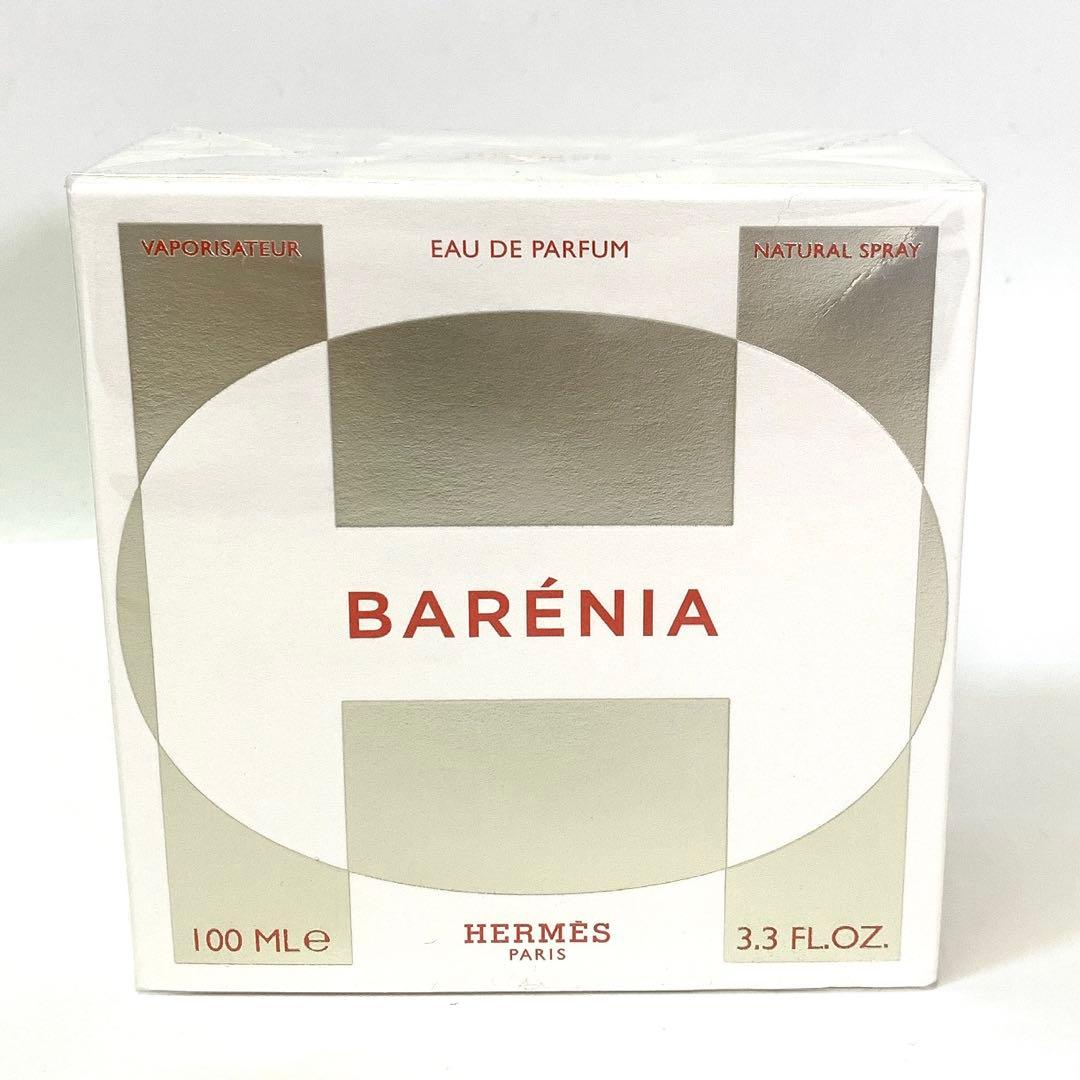 VAPORISATEUR
EAU DE PARFUM
NATURAL SPRAY
BARÉNIA
100 ML℮
HERMÈS
PARIS
3.3 FL.OZ.